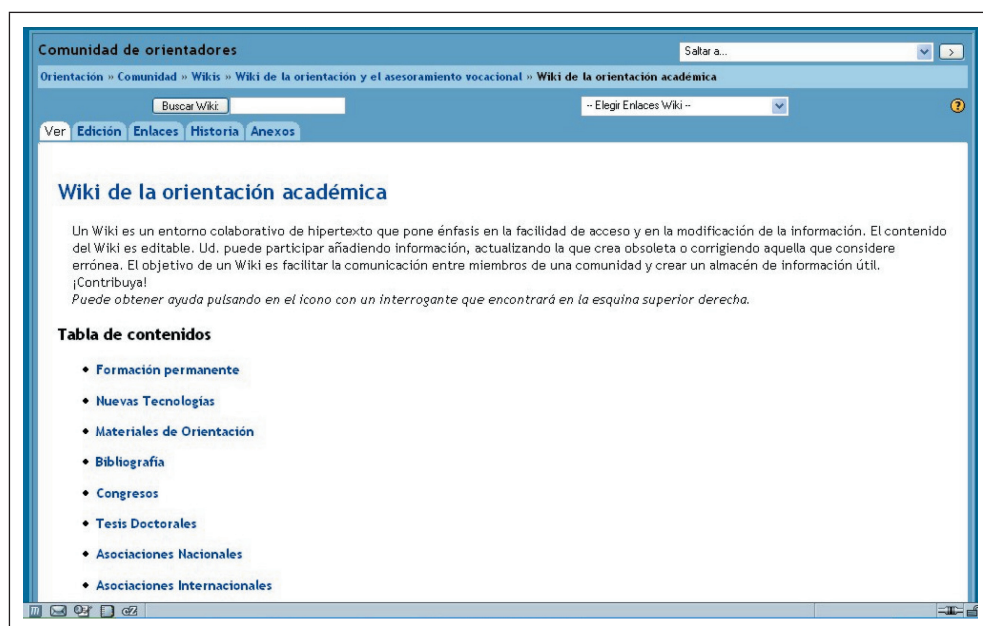 Comunidad de orientadores
Saltar a...
>
Orientación » Comunidad » Wikis » Wiki de la orientación y el asesoramiento vocacional » Wiki de la orientación académica
Buscar Wiki:
-- Elegir Enlaces Wiki --
?
Ver Edición Enlaces Historia Anexos
Wiki de la orientación académica
Un Wiki es un entorno colaborativo de hipertexto que pone énfasis en la facilidad de acceso y en la modificación de la información. El contenido
del Wiki es editable. Ud. puede participar añadiendo información, actualizando la que crea obsoleta o corrigiendo aquella que considere
errónea. El objetivo de un Wiki es facilitar la comunicación entre miembros de una comunidad y crear un almacén de información útil.
¡Contribuya!
Puede obtener ayuda pulsando en el icono con un interrogante que encontrará en la esquina superior derecha.
Tabla de contenidos
• Formación permanente
• Nuevas Tecnologías
• Materiales de Orientación
• Bibliografía
• Congresos
• Tesis Doctorales
• Asociaciones Nacionales
• Asociaciones Internacionales